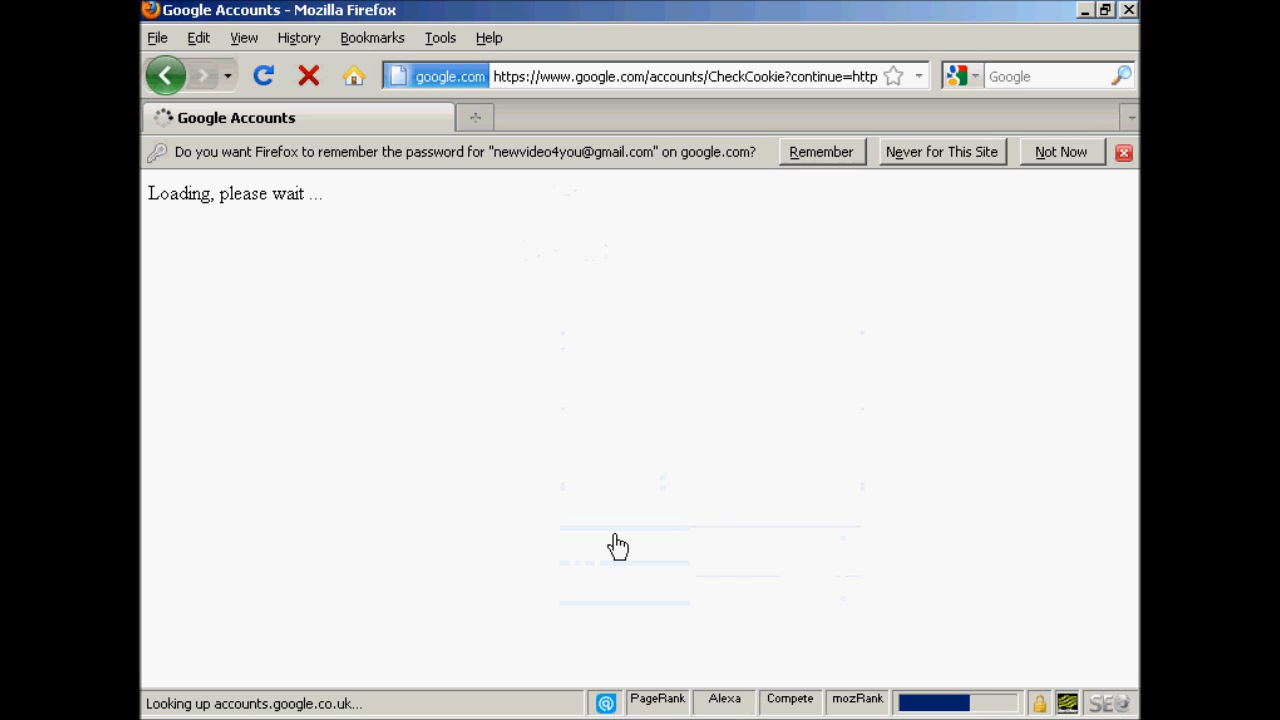 Google Accounts - Mozilla Firefox
File Edit View History Bookmarks Tools Help
google.com https://www.google.com/accounts/CheckCookie?continue=http Google
Google Accounts
Do you want Firefox to remember the password for "newvideo4you@gmail.com" on google.com? Remember Never for This Site Not Now
Loading, please wait ...
Looking up accounts.google.co.uk... PageRank Alexa Compete mozRank SEO